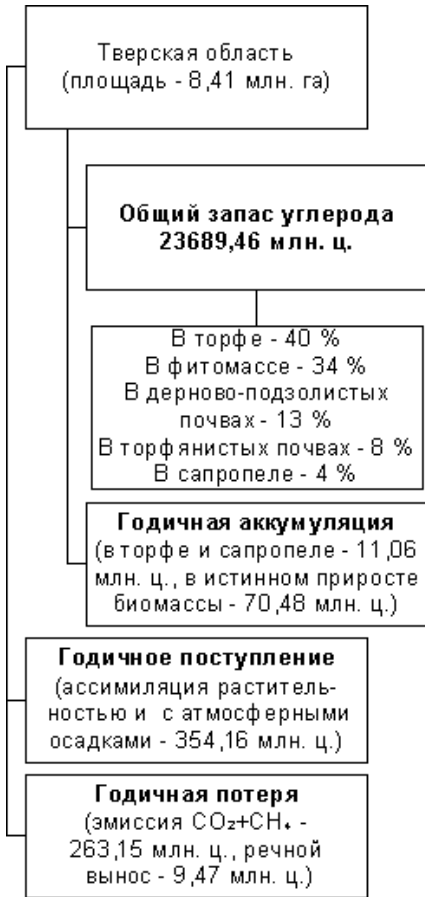 Тверская область
(площадь - 8,41 млн. га)
Общий запас углерода
23689,46 млн. ц.
В торфе - 40 %
В фитомассе - 34 %
В дерново-подзолистых
почвах - 13 %
В торфянистых почвах - 8 %
В сапропеле - 4 %
Годичная аккумуляция
(в торфе и сапропеле - 11,06
млн. ц., в истинном приросте
биомассы - 70,48 млн. ц.)
Годичное поступление
(ассимиляция раститель-
ностью и с атмосферными
осадками - 354,16 млн. ц.)
Годичная потеря
(эмиссия CO₂+CH₄ -
263,15 млн. ц., речной
вынос - 9,47 млн. ц.)